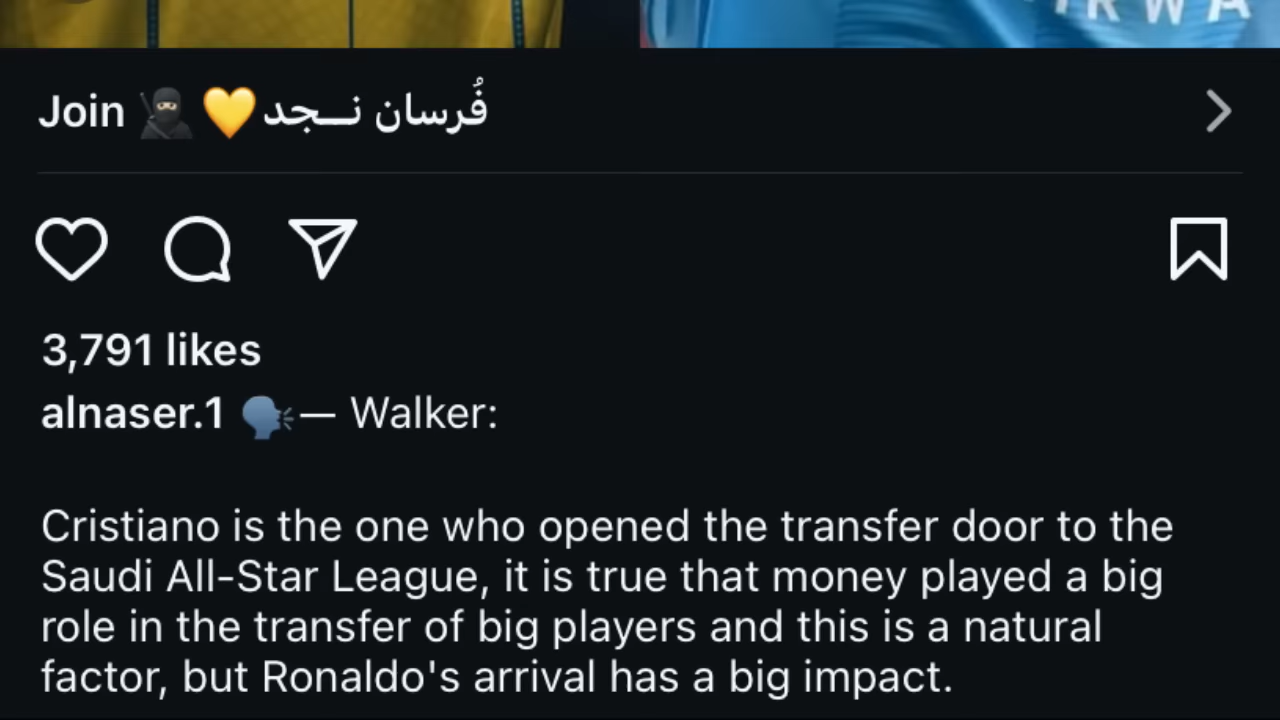 Join 🥷🏻💛فُرسان نـــجد
3,791 likes
alnaser.1 🗣️— Walker:
Cristiano is the one who opened the transfer door to the
Saudi All-Star League, it is true that money played a big
role in the transfer of big players and this is a natural
factor, but Ronaldo's arrival has a big impact.